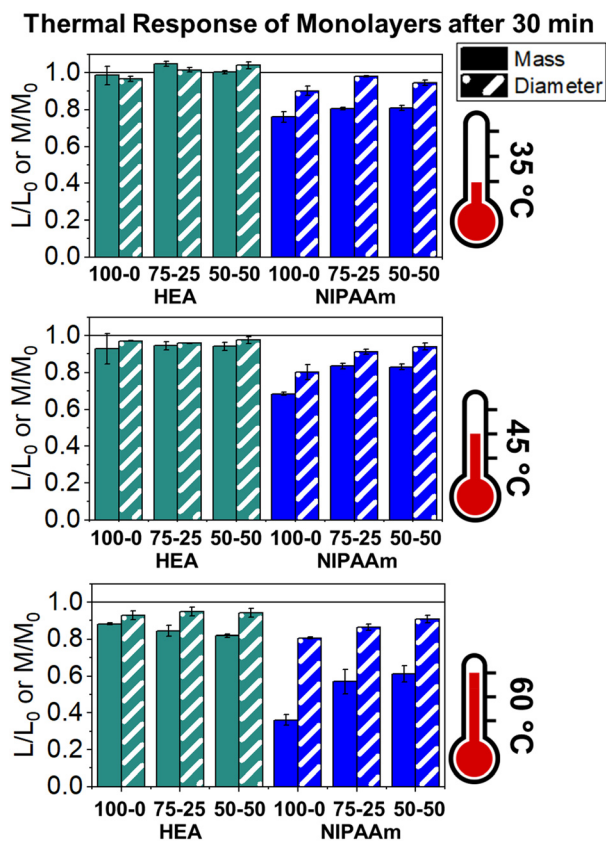 Thermal Response of Monolayers after 30 min
Mass
Diameter
L/L0 or M/M0
1.0
0.8
0.6
0.4
0.2
0.0
100-0 75-25 50-50 100-0 75-25 50-50
HEA NIPAAm
35 °C
L/L0 or M/M0
1.0
0.8
0.6
0.4
0.2
0.0
100-0 75-25 50-50 100-0 75-25 50-50
HEA NIPAAm
45 °C
L/L0 or M/M0
1.0
0.8
0.6
0.4
0.2
0.0
100-0 75-25 50-50 100-0 75-25 50-50
HEA NIPAAm
60 °C